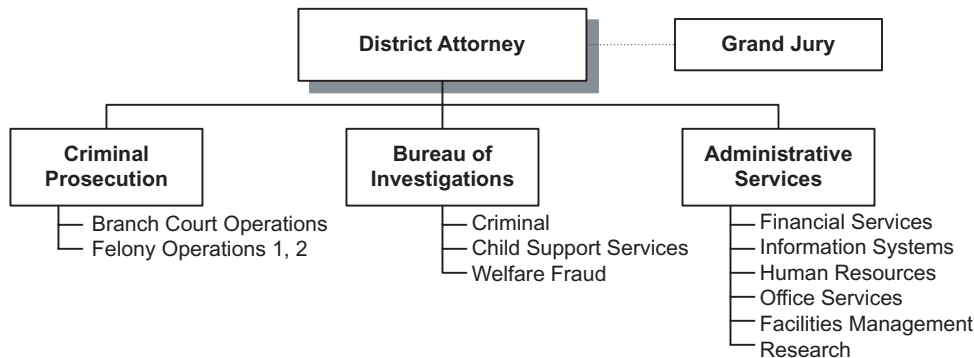 District Attorney
Grand Jury
Criminal
Prosecution
Branch Court Operations
Felony Operations 1, 2
Bureau of
Investigations
Criminal
Child Support Services
Welfare Fraud
Administrative
Services
Financial Services
Information Systems
Human Resources
Office Services
Facilities Management
Research